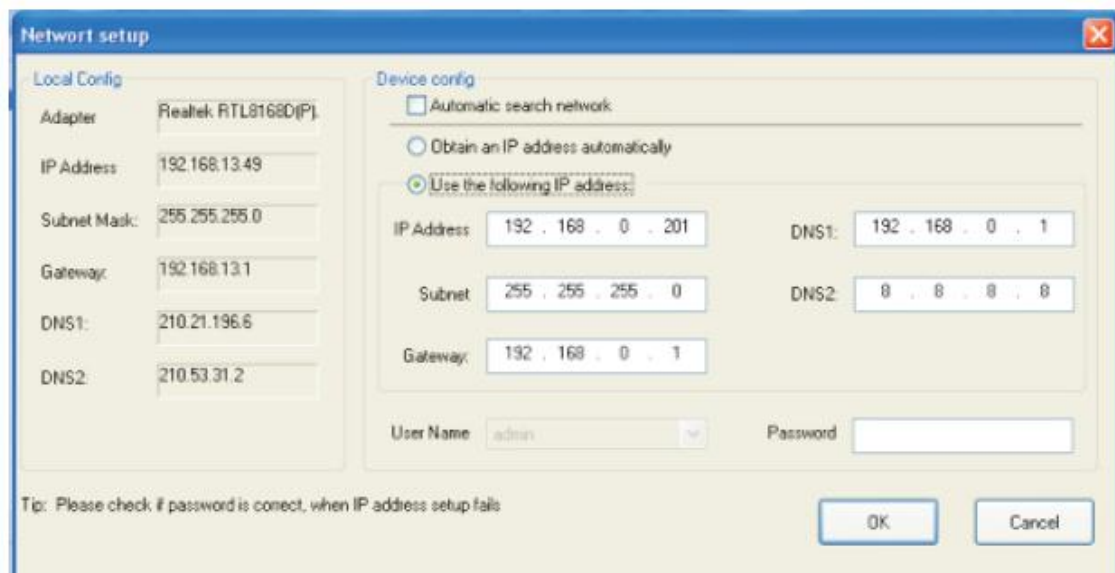 Networt setup
Local Config
Adapter Realtek RTL8168D(P).
IP Address 192.168.13.49
Subnet Mask: 255.255.255.0
Gateway: 192.168.13.1
DNS1: 210.21.196.6
DNS2: 210.53.31.2
Device config
Automatic search network
Obtain an IP address automatically
Use the following IP address:
IP Address 192 . 168 . 0 . 201 DNS1: 192 . 168 . 0 . 1
Subnet 255 . 255 . 255 . 0 DNS2: 8 . 8 . 8 . 8
Gateway: 192 . 168 . 0 . 1
User Name admin Password
Tip: Please check if password is correct, when IP address setup fails
OK Cancel